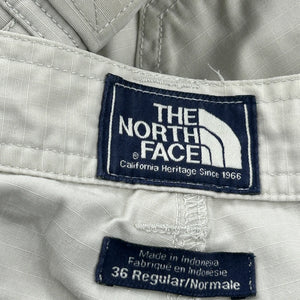 THE
NORTH
FACE
California Heritage Since 1966
Made in Indonesia
Fabriqué en Indonésie
36 Regular/Normale